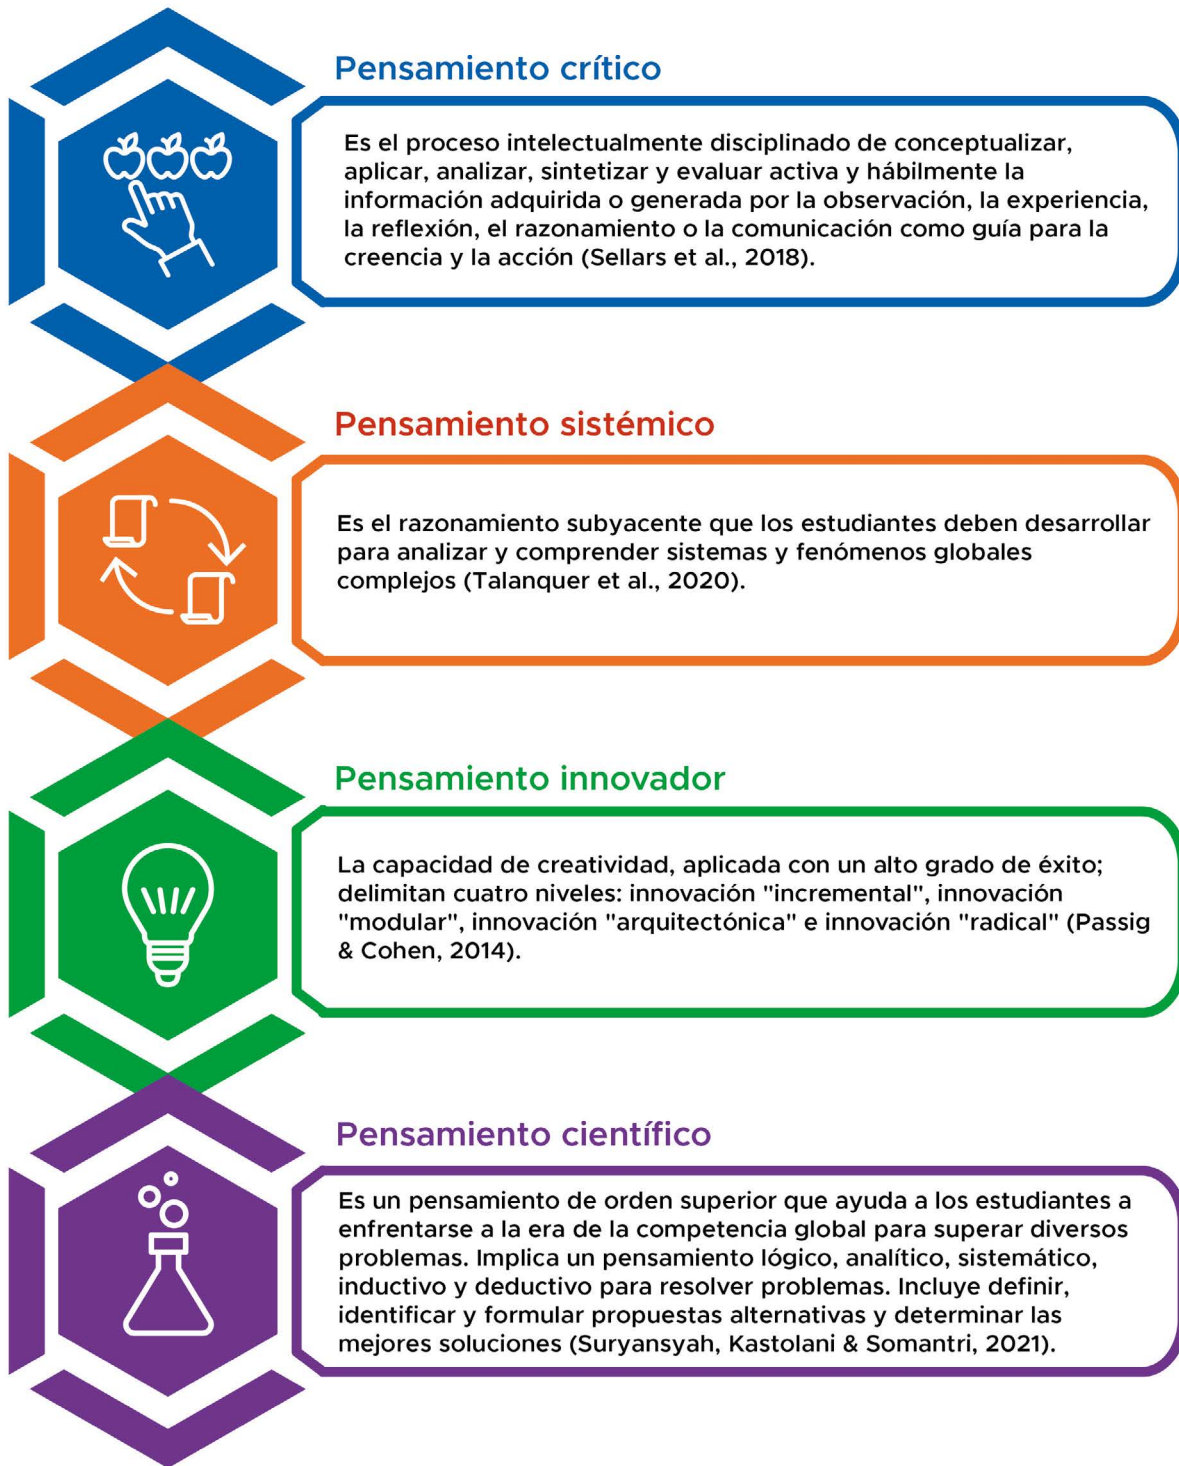 Pensamiento crítico
Es el proceso intelectualmente disciplinado de conceptualizar,
aplicar, analizar, sintetizar y evaluar activa y hábilmente la
información adquirida o generada por la observación, la experiencia,
la reflexión, el razonamiento o la comunicación como guía para la
creencia y la acción (Sellars et al., 2018).
Pensamiento sistémico
Es el razonamiento subyacente que los estudiantes deben desarrollar
para analizar y comprender sistemas y fenómenos globales
complejos (Talanquer et al., 2020).
Pensamiento innovador
La capacidad de creatividad, aplicada con un alto grado de éxito;
delimitan cuatro niveles: innovación "incremental", innovación
"modular", innovación "arquitectónica" e innovación "radical" (Passig
& Cohen, 2014).
Pensamiento científico
Es un pensamiento de orden superior que ayuda a los estudiantes a
enfrentarse a la era de la competencia global para superar diversos
problemas. Implica un pensamiento lógico, analítico, sistemático,
inductivo y deductivo para resolver problemas. Incluye definir,
identificar y formular propuestas alternativas y determinar las
mejores soluciones (Suryansyah, Kastolani & Somantri, 2021).